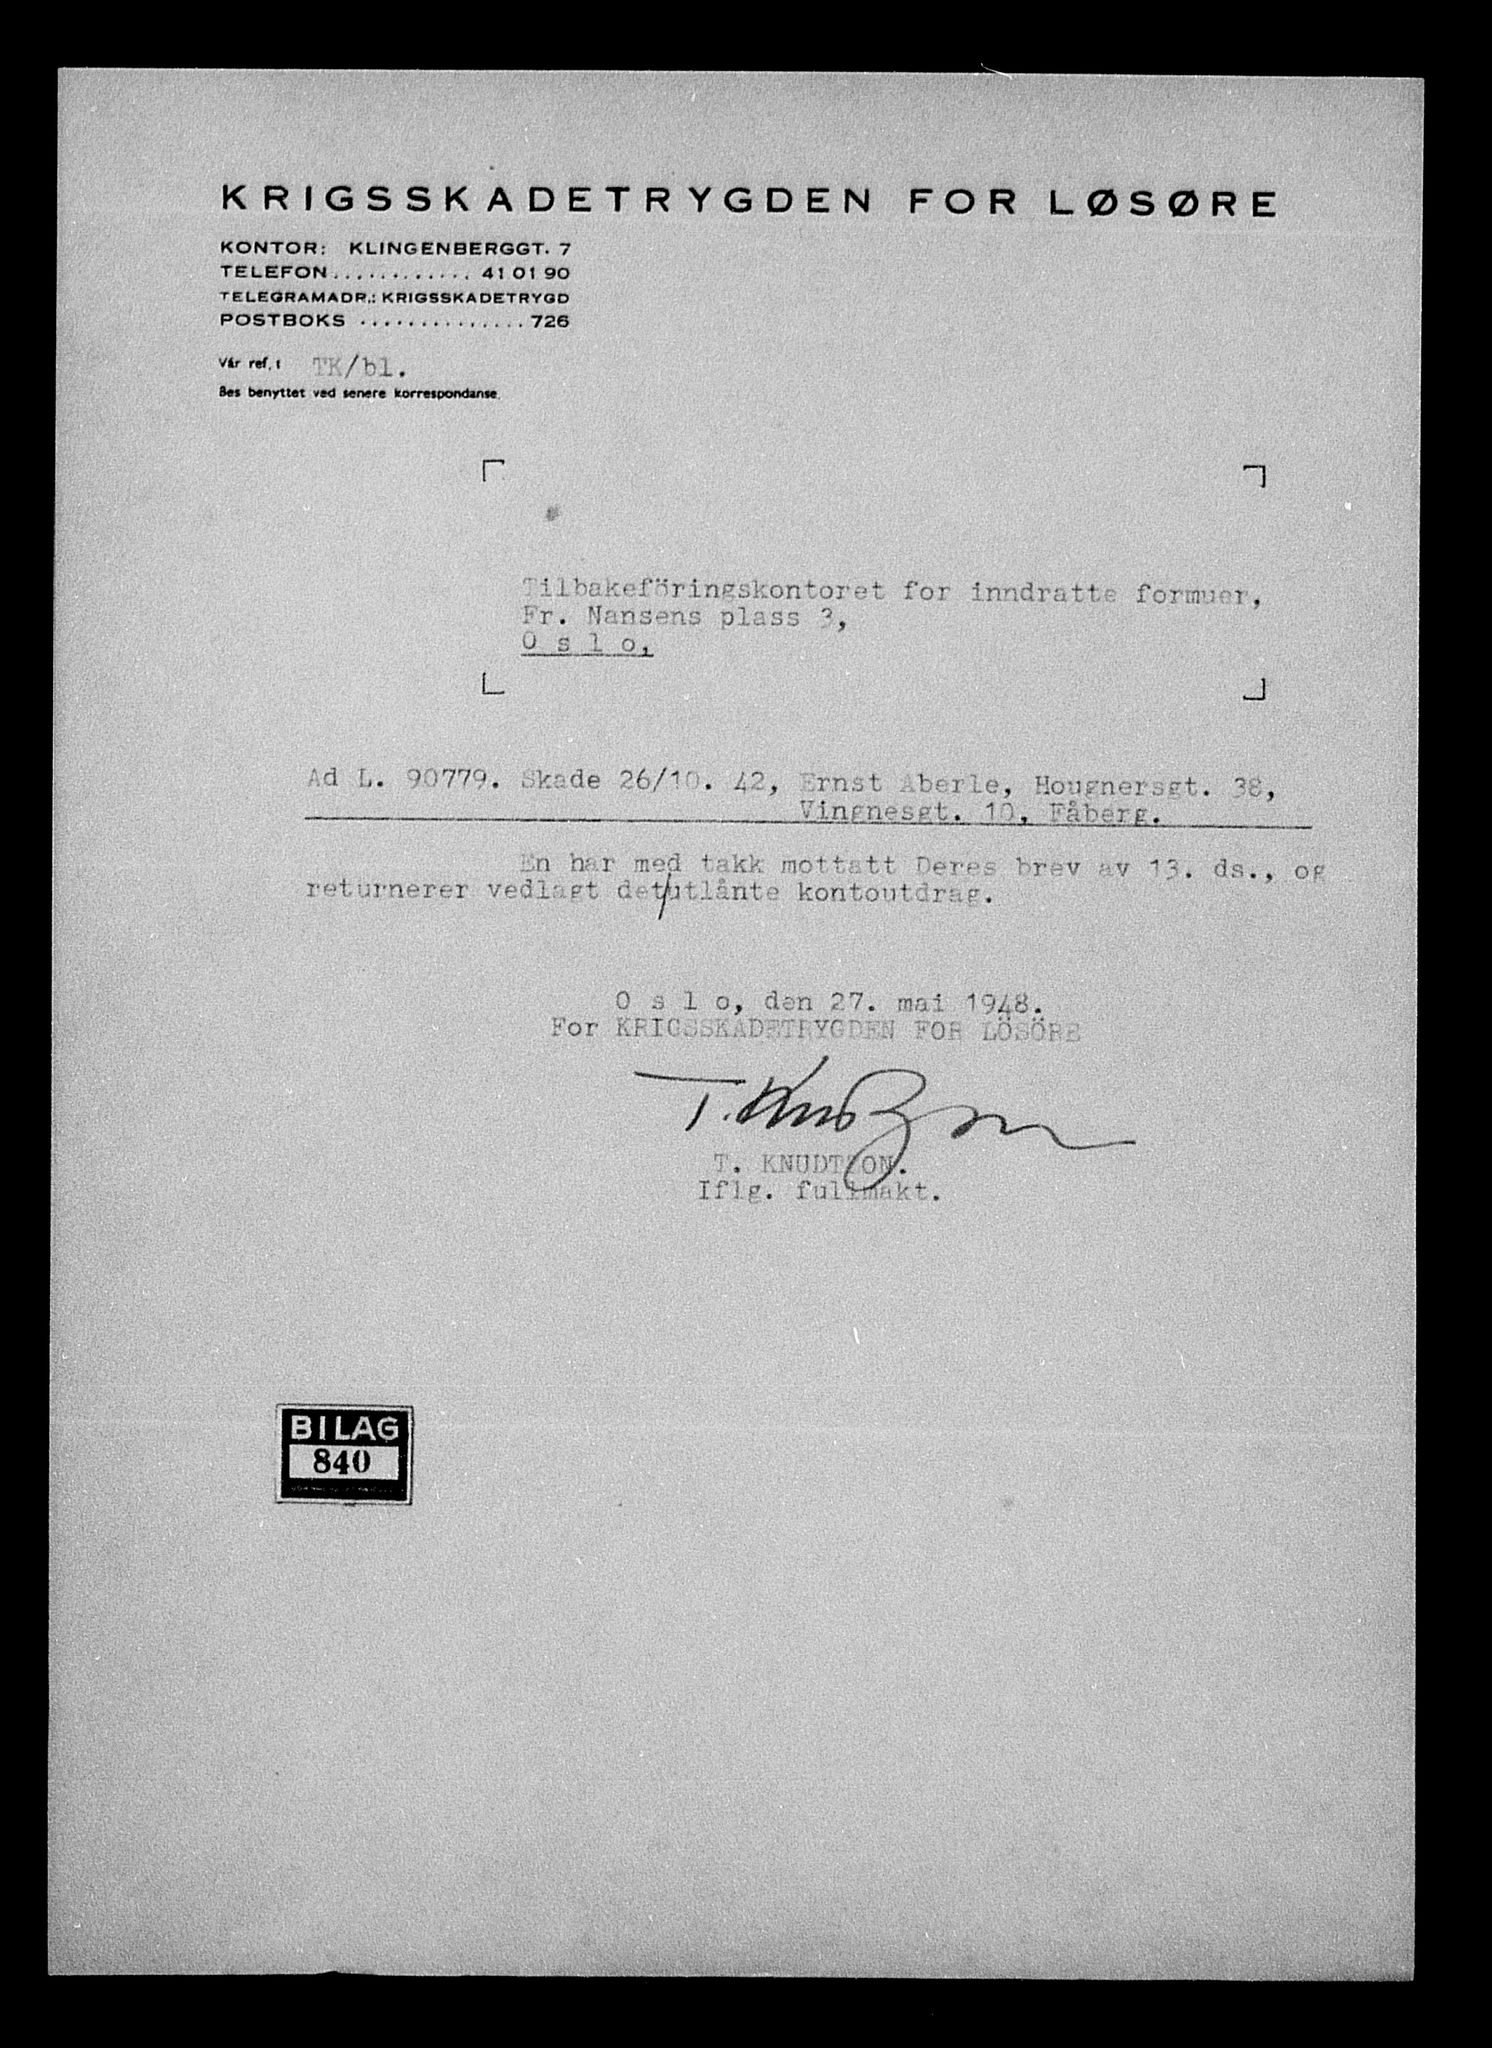 KRIGSSKADETRYGDEN FOR LØSØRE
KONTOR: KLINGENBERGGT. 7
TELEFON............ 41 01 90
TELEGRAMADR.: KRIGSSKADETRYGD
POSTBOKS .............. 726
Vår ref.: TK/bl.
Bes benyttet ved senere korrespondanse.
Tilbakeföringskontoret for inndratte formuer,
Fr. Nansens plass 3,
O s l o,
Ad L. 90779. Skade 26/10. 42, Ernst Aberle, Hougnersgt. 38,
Vingnesgt. 10, Fåberg.
En har med takk mottatt Deres brev av 13. ds., og
returnerer vedlagt det/utlånte kontoutdrag.
O s l o, den 27. mai 1948.
For KRIGSSKADETRYGDEN FOR LÖSÖRE
T. Knudtzon
T. KNUDTZON.
Iflg. fullmakt.
BILAG
840